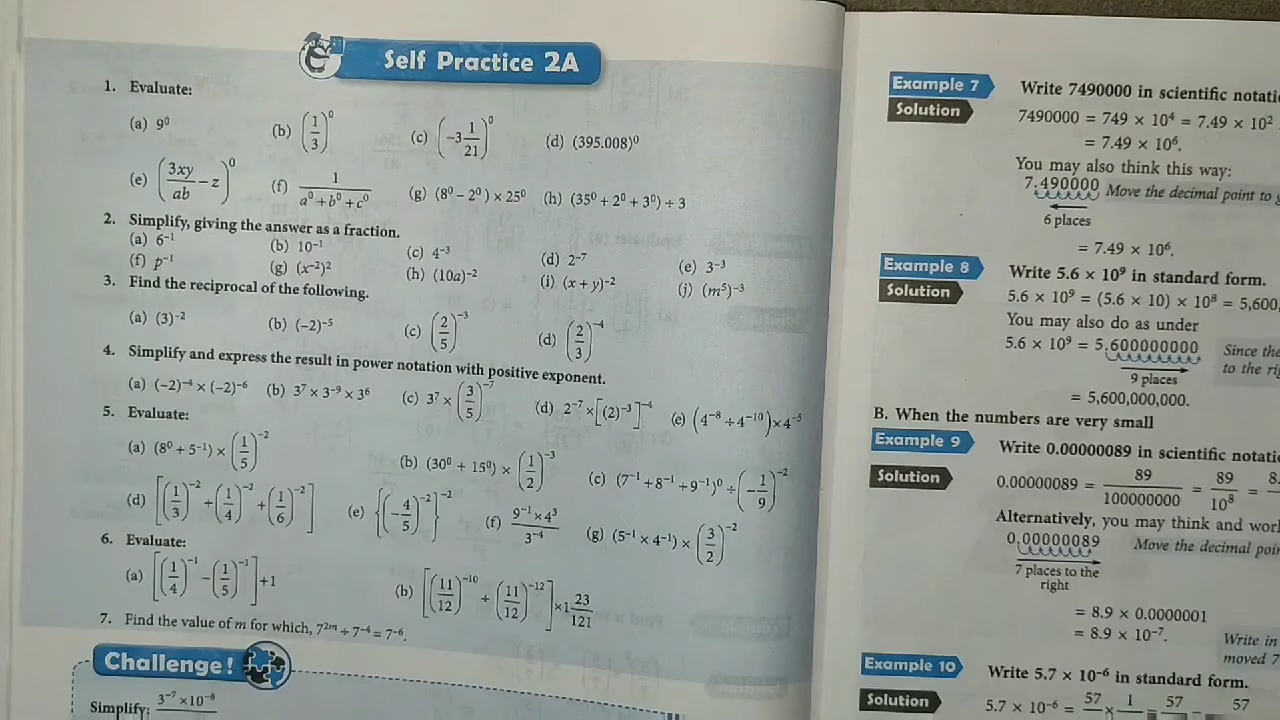 Self Practice 2A
1. Evaluate:
(a) 9⁰ (b) (1/3)⁰ (c) (-3 1/21)⁰ (d) (395.008)⁰
(e) (3xy/ab - z)⁰ (f) 1/(a⁰ + b⁰ + c⁰) (g) (8⁰ - 2⁰) × 25⁰ (h) (35⁰ + 2⁰ + 3⁰) ÷ 3
2. Simplify, giving the answer as a fraction.
(a) 6⁻¹ (b) 10⁻¹ (c) 4⁻³ (d) 2⁻⁷ (e) 3⁻³
(f) p⁻¹ (g) (x⁻²)² (h) (10a)⁻² (i) (x + y)⁻² (j) (m⁵)⁻³
3. Find the reciprocal of the following.
(a) (3)⁻² (b) (-2)⁻⁵ (c) (2/5)⁻³ (d) (2/3)⁻⁴
4. Simplify and express the result in power notation with positive exponent.
(a) (-2)⁻⁴ × (-2)⁻⁶ (b) 3⁷ × 3⁻⁹ × 3⁶ (c) 3⁷ × (3/5)⁻⁷ (d) 2⁻⁷ × [(2)⁻³]⁻⁴ (e) (4⁻⁸ ÷ 4⁻¹⁰) × 4⁻⁵
5. Evaluate:
(a) (8⁰ + 5⁻¹) × (1/5)⁻² (b) (30⁰ + 15⁰) × (1/2)⁻³ (c) (7⁻¹ + 8⁻¹ + 9⁻¹)⁰ ÷ (-1/9)⁻²
(d) [(1/3)⁻² + (1/4)⁻² + (1/6)⁻²] (e) {(-4/5)⁻²}⁻² (f) 9⁻¹ × 4³/3⁻⁴ (g) (5⁻¹ × 4⁻¹) × (3/2)⁻²
6. Evaluate:
(a) [(1/4)⁻¹ - (1/5)⁻¹] + 1 (b) [(11/12)⁻¹⁰ + (11/12)⁻¹²] × 1 23/121
7. Find the value of m for which, 7²ᵐ ÷ 7⁻⁴ = 7⁻⁶.
Challenge!
Simplify: 3⁻⁷ × 10⁻⁸
Example 7 Write 7490000 in scientific
Solution 7490000 = 749 × 10⁴ = 7.49 × 10²
= 7.49 × 10⁶.
You may also think this way:
7.490000 Move the decimal point to
6 places
= 7.49 × 10⁶.
Example 8 Write 5.6 × 10⁹ in standard form.
Solution 5.6 × 10⁹ = (5.6 × 10) × 10⁸ = 5,600,
You may also do as under
5.6 × 10⁹ = 5.600000000 Since the
to the
9 places
= 5,600,000,000.
B. When the numbers are very small
Example 9 Write 0.00000089 in scientific
Solution 0.00000089 = 89/100000000 = 89/10⁸ = 8.
Alternatively, you may think and
0.00000089 Move the decimal
7 places to the
right
= 8.9 × 0.0000001
= 8.9 × 10⁻⁷.
Write in
moved 7
Example 10 Write 5.7 × 10⁻⁶ in standard form.
Solution 5.7 × 10⁻⁶ = 57 × 1 = 57 57